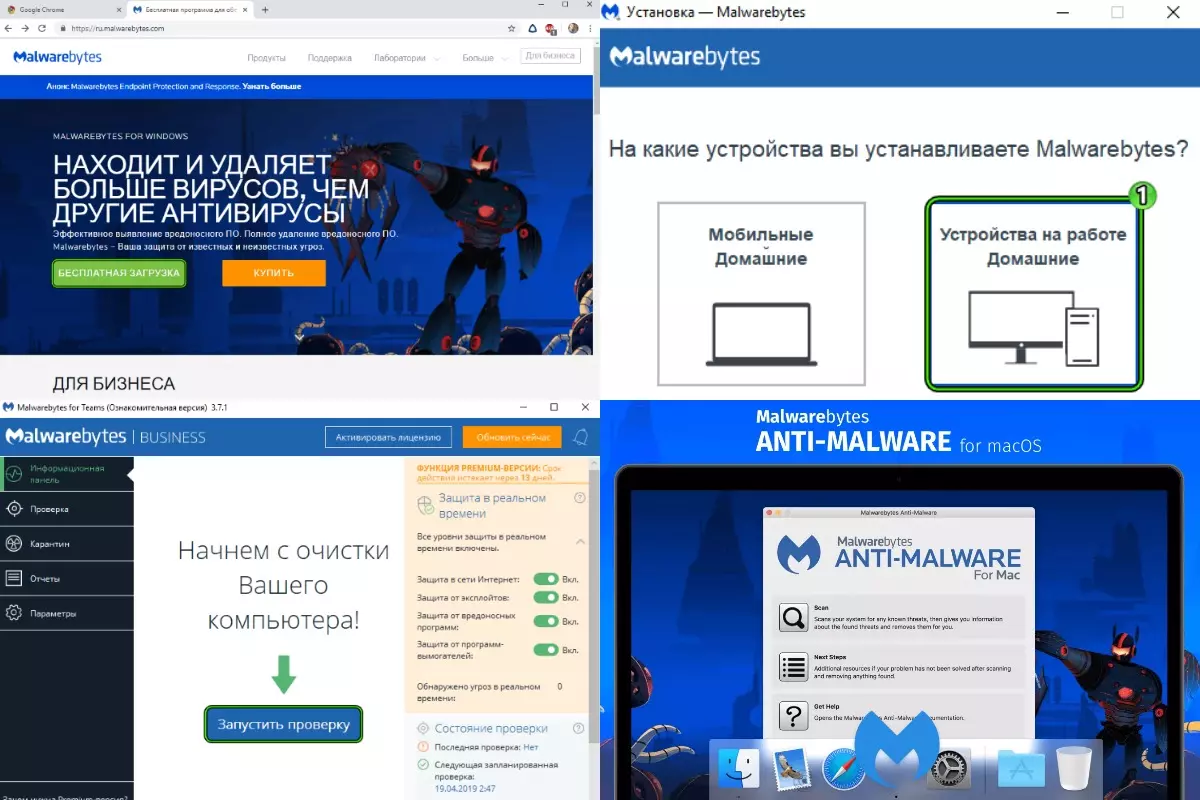 Google Chrome
Бесплатная программа для обн
https://ru.malwarebytes.com
Malwarebytes
Продукты
Поддержка
Лаборатории
Больше
Для бизнеса
Анонс: Malwarebytes Endpoint Protection and Response. Узнать больше
MALWAREBYTES FOR WINDOWS
НАХОДИТ И УДАЛЯЕТ
БОЛЬШЕ ВИРУСОВ, ЧЕМ
ДРУГИЕ АНТИВИРУСЫ
Эффективное выявление вредоносного ПО. Полное удаление вредоносного ПО.
Malwarebytes – Ваша защита от известных и неизвестных угроз.
БЕСПЛАТНАЯ ЗАГРУЗКА
КУПИТЬ
ДЛЯ БИЗНЕСА
Установка — Malwarebytes
Malwarebytes
На какие устройства вы устанавливаете Malwarebytes?
Мобильные
Домашние
1
Устройства на работе
Домашние
Malwarebytes for Teams (Ознакомительная версия) 3.7.1
Malwarebytes | BUSINESS
Активировать лицензию
Обновить сейчас
Информационная
панель
Проверка
Карантин
Отчеты
Параметры
Зачем нужна Premium-версия?
Начнем с очистки
Вашего
компьютера!
Запустить проверку
ФУНКЦИЯ PREMIUM-ВЕРСИИ: Срок
действия истекает через 13 дней.
Защита в реальном
времени
Все уровни защиты в реальном
времени включены.
Защита в сети Интернет: Вкл.
Защита от эксплойтов: Вкл.
Защита от вредоносных
программ: Вкл.
Защита от программ-
вымогателей: Вкл.
Обнаружено угроз в реальном 0
времени:
Состояние проверки
Последняя проверка: Нет
Следующая запланированная
проверка:
19.04.2019 2:47
Malwarebytes
ANTI-MALWARE for macOS
Malwarebytes Anti-Malware
Malwarebytes
ANTI-MALWARE
For Mac
Scan
Scans your system for any known threats, then gives you information
about the found threats and removes them for you.
Next Steps
Additional resources if your problem has not been solved after scanning
and removing anything found.
Get Help
Opens the Malwa Anti-Malwa cumentation.